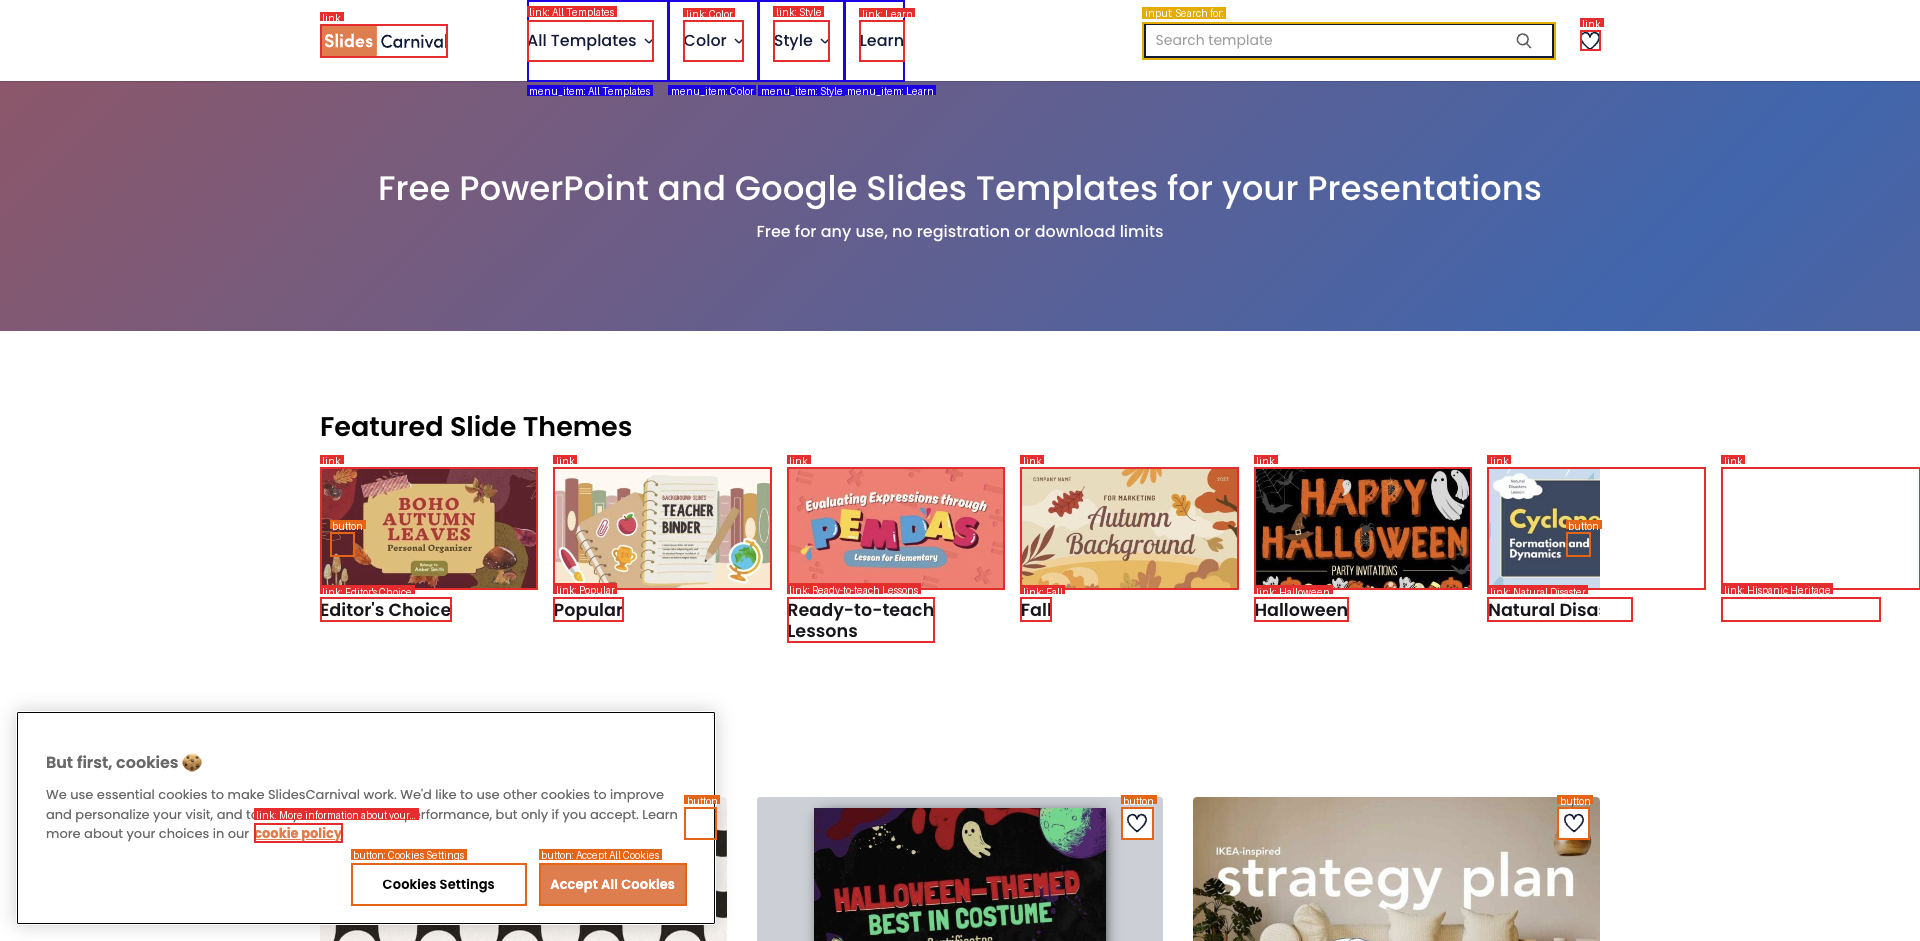 link
Slides Carnival
link: All Templates
All Templates
menu_item: All Templates
link: Color
Color
menu_item: Color
link: Style
Style
menu_item: Style
link: Learn
Learn
menu_item: Learn
input: Search for:
Search template
link
Free PowerPoint and Google Slides Templates for your Presentations
Free for any use, no registration or download limits
Featured Slide Themes
link
BOHO
AUTUMN
LEAVES
Personal Organizer
button
link: Editor's Choice
Editor's Choice
link
BACKGROUND SLIDES
TEACHER
BINDER
link: Popular
Popular
link
Evaluating Expressions through
PEMDAS
Lesson for Elementary
link: Ready-to-teach Lessons
Ready-to-teach
Lessons
link
COMPANY NAME
2023
FOR MARKETING
Autumn
Background
link: Fall
Fall
link
HAPPY
HALLOWEEN
PARTY INVITATIONS
link: Halloween
Halloween
link
Natural
Disasters
Lesson
Cyclone
button
Formation and
Dynamics
link: Natural Disaster
Natural Disas
link
link: Hispanic Heritage
But first, cookies
We use essential cookies to make SlidesCarnival work. We'd like to use other cookies to improve
and personalize your visit, and to
link: More information about your...
rformance, but only if you accept. Learn
more about your choices in our cookie policy
button: Cookies Settings
Cookies Settings
button: Accept All Cookies
Accept All Cookies
button
button
HALLOWEEN-THEMED
BEST IN COSTUME
Certificates
button
IKEA-inspired
strategy plan